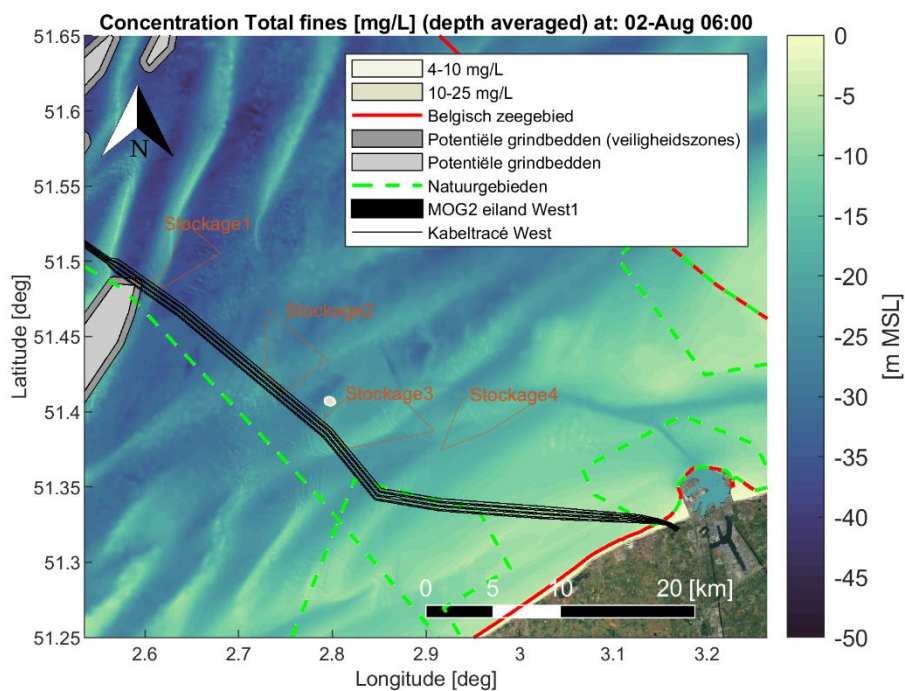 Concentration Total fines [mg/L] (depth averaged) at: 02-Aug 06:00
4-10 mg/L
10-25 mg/L
Belgisch zeegebied
Potentiële grindbedden (veiligheidszones)
Potentiële grindbedden
Natuurgebieden
MOG2 eiland West1
Kabeltracé West
N
Stockage1
Stockage2
Stockage3
Stockage4
0 5 10 20 [km]
51.65
51.6
51.55
51.5
51.45
51.4
51.35
51.3
51.25
Latitude [deg]
2.6 2.7 2.8 2.9 3 3.1 3.2
Longitude [deg]
0
-5
-10
-15
-20
-25
-30
-35
-40
-45
-50
[m MSL]